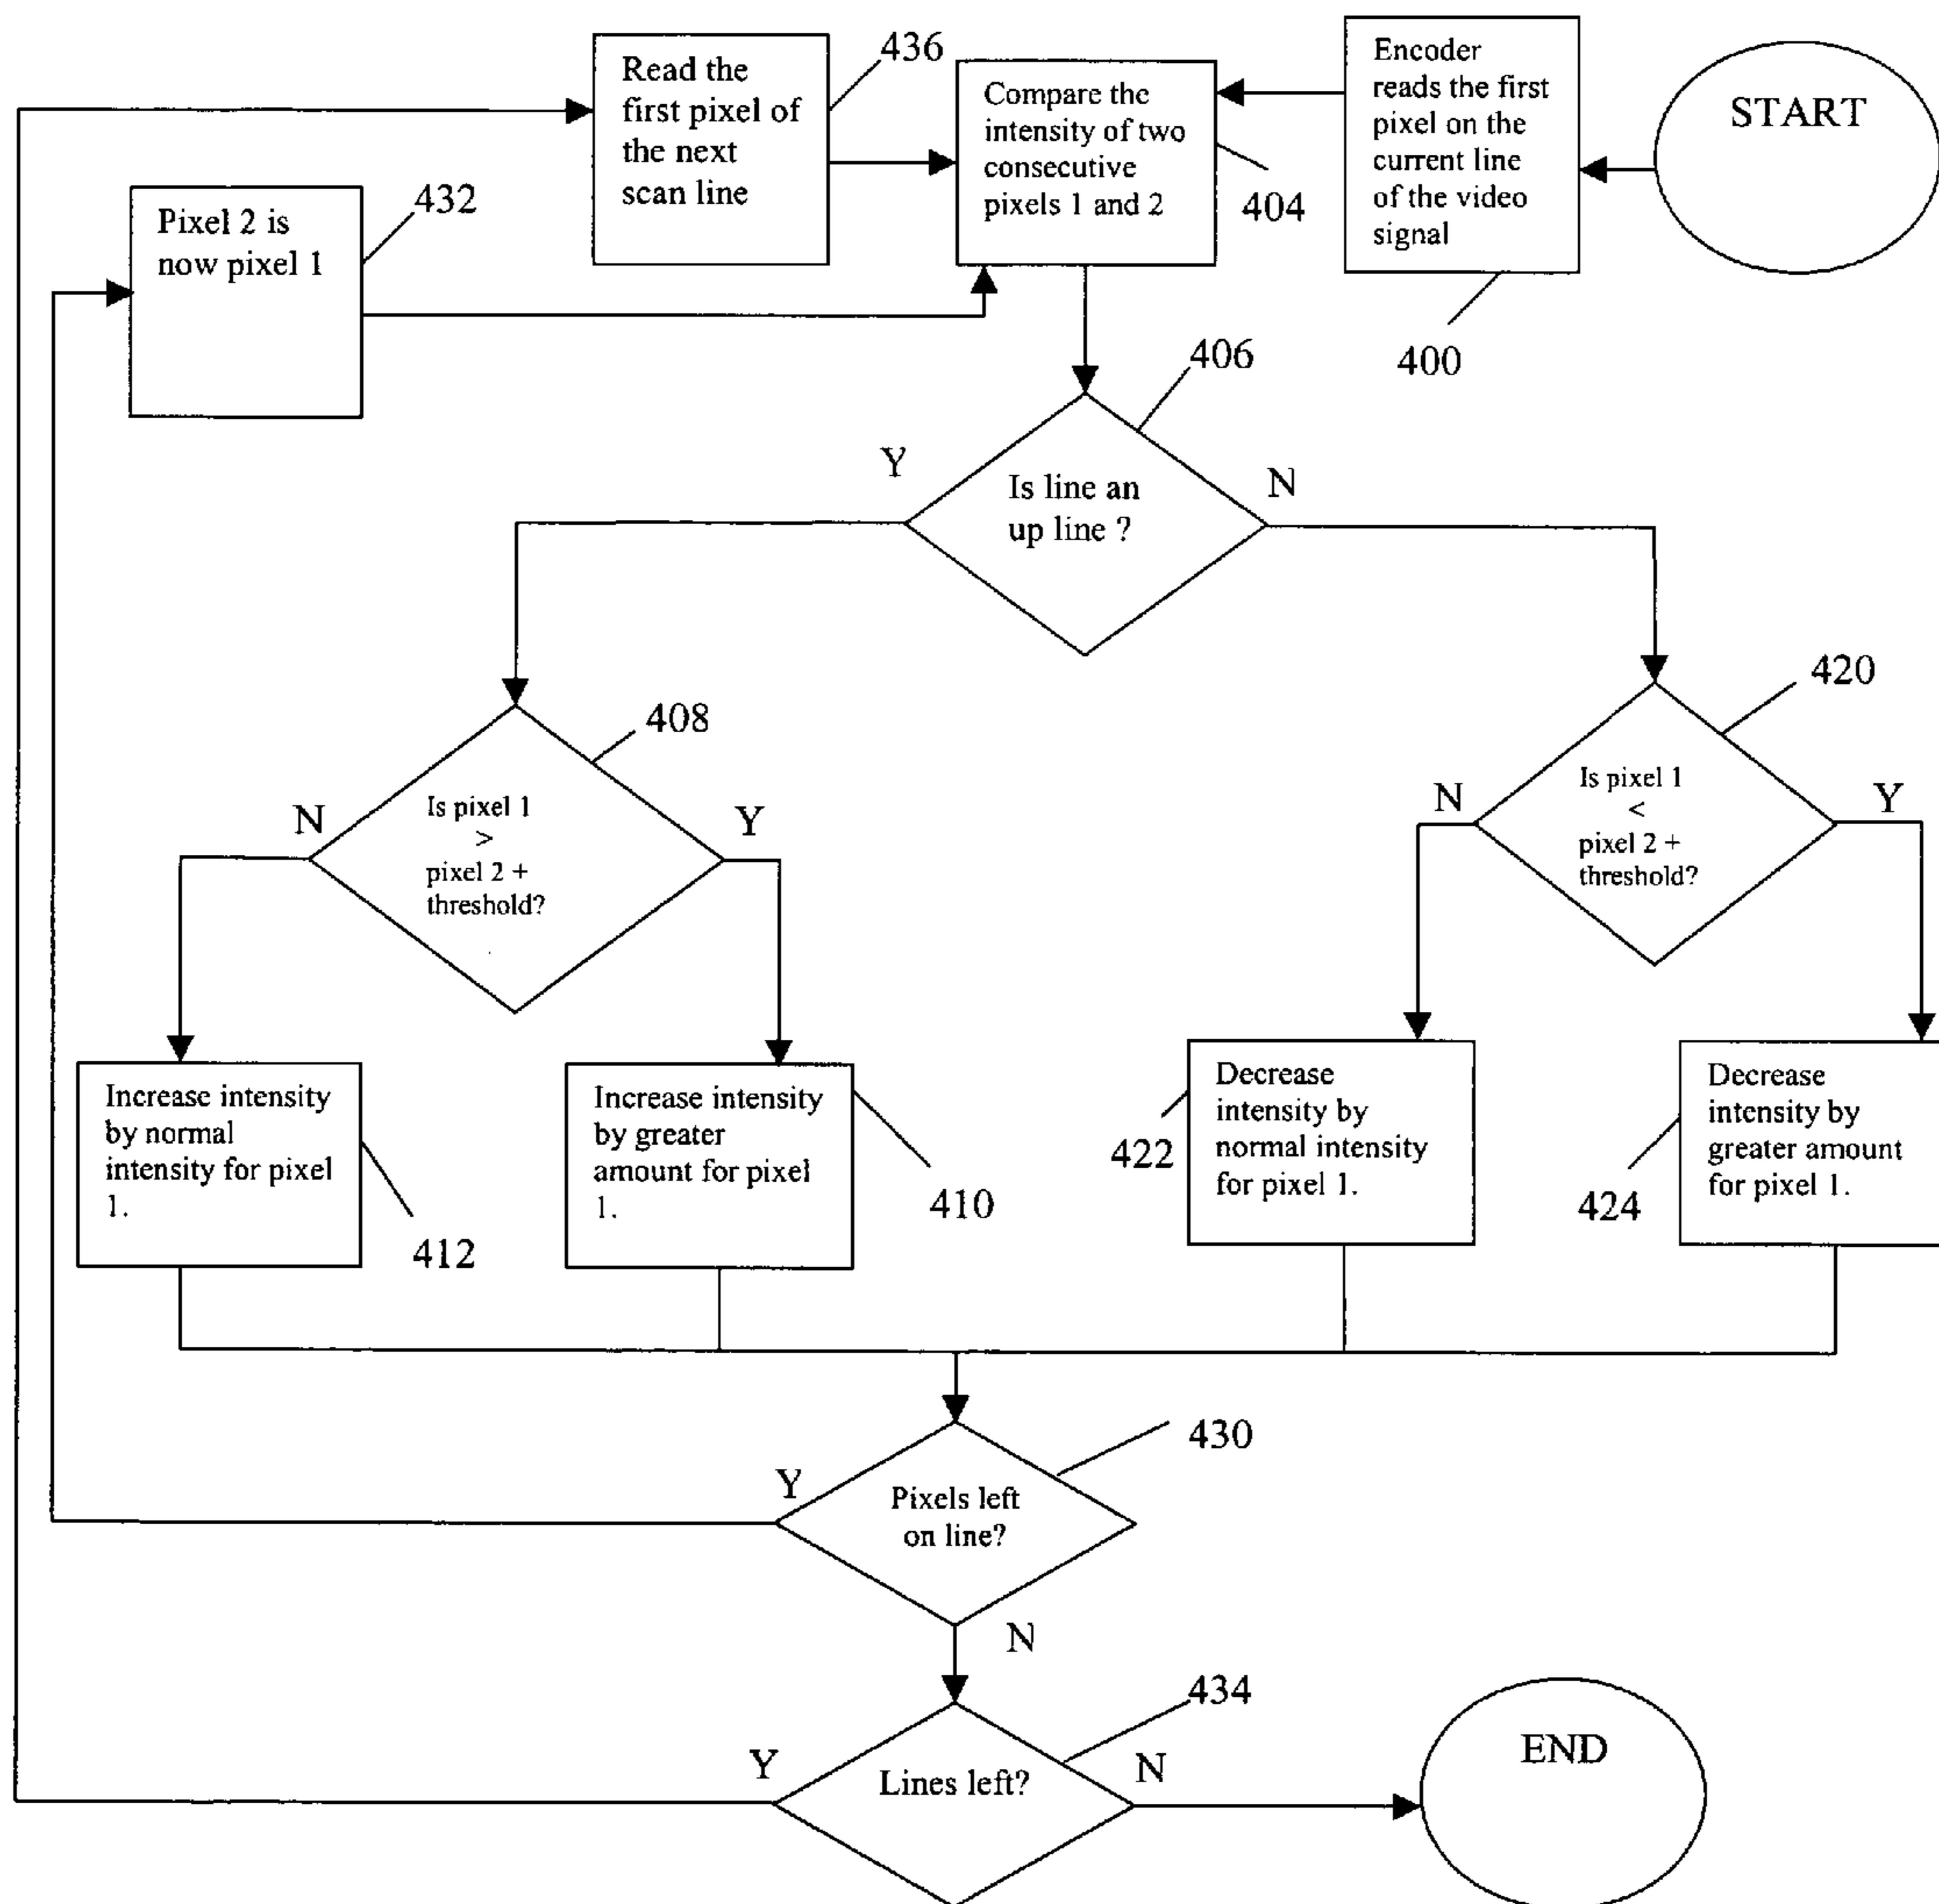 START
Encoder
reads the first
pixel on the
current line
of the video
signal
400
Compare the
intensity of two
consecutive
pixels 1 and 2
404
Read the
first pixel of
the next
scan line
436
Pixel 2 is
now pixel 1
432
406
Y
Is line an
up line ?
N
408
N
Is pixel 1
>
pixel 2 +
threshold?
Y
420
N
Is pixel 1
<
pixel 2 +
threshold?
Y
Increase intensity
by normal
intensity for pixel
1.
412
Increase intensity
by greater
amount for pixel
1.
410
Decrease
intensity by
normal intensity
for pixel 1.
422
Decrease
intensity by
greater amount
for pixel 1.
424
430
Y
Pixels left
on line?
N
434
Y
Lines left?
N
END